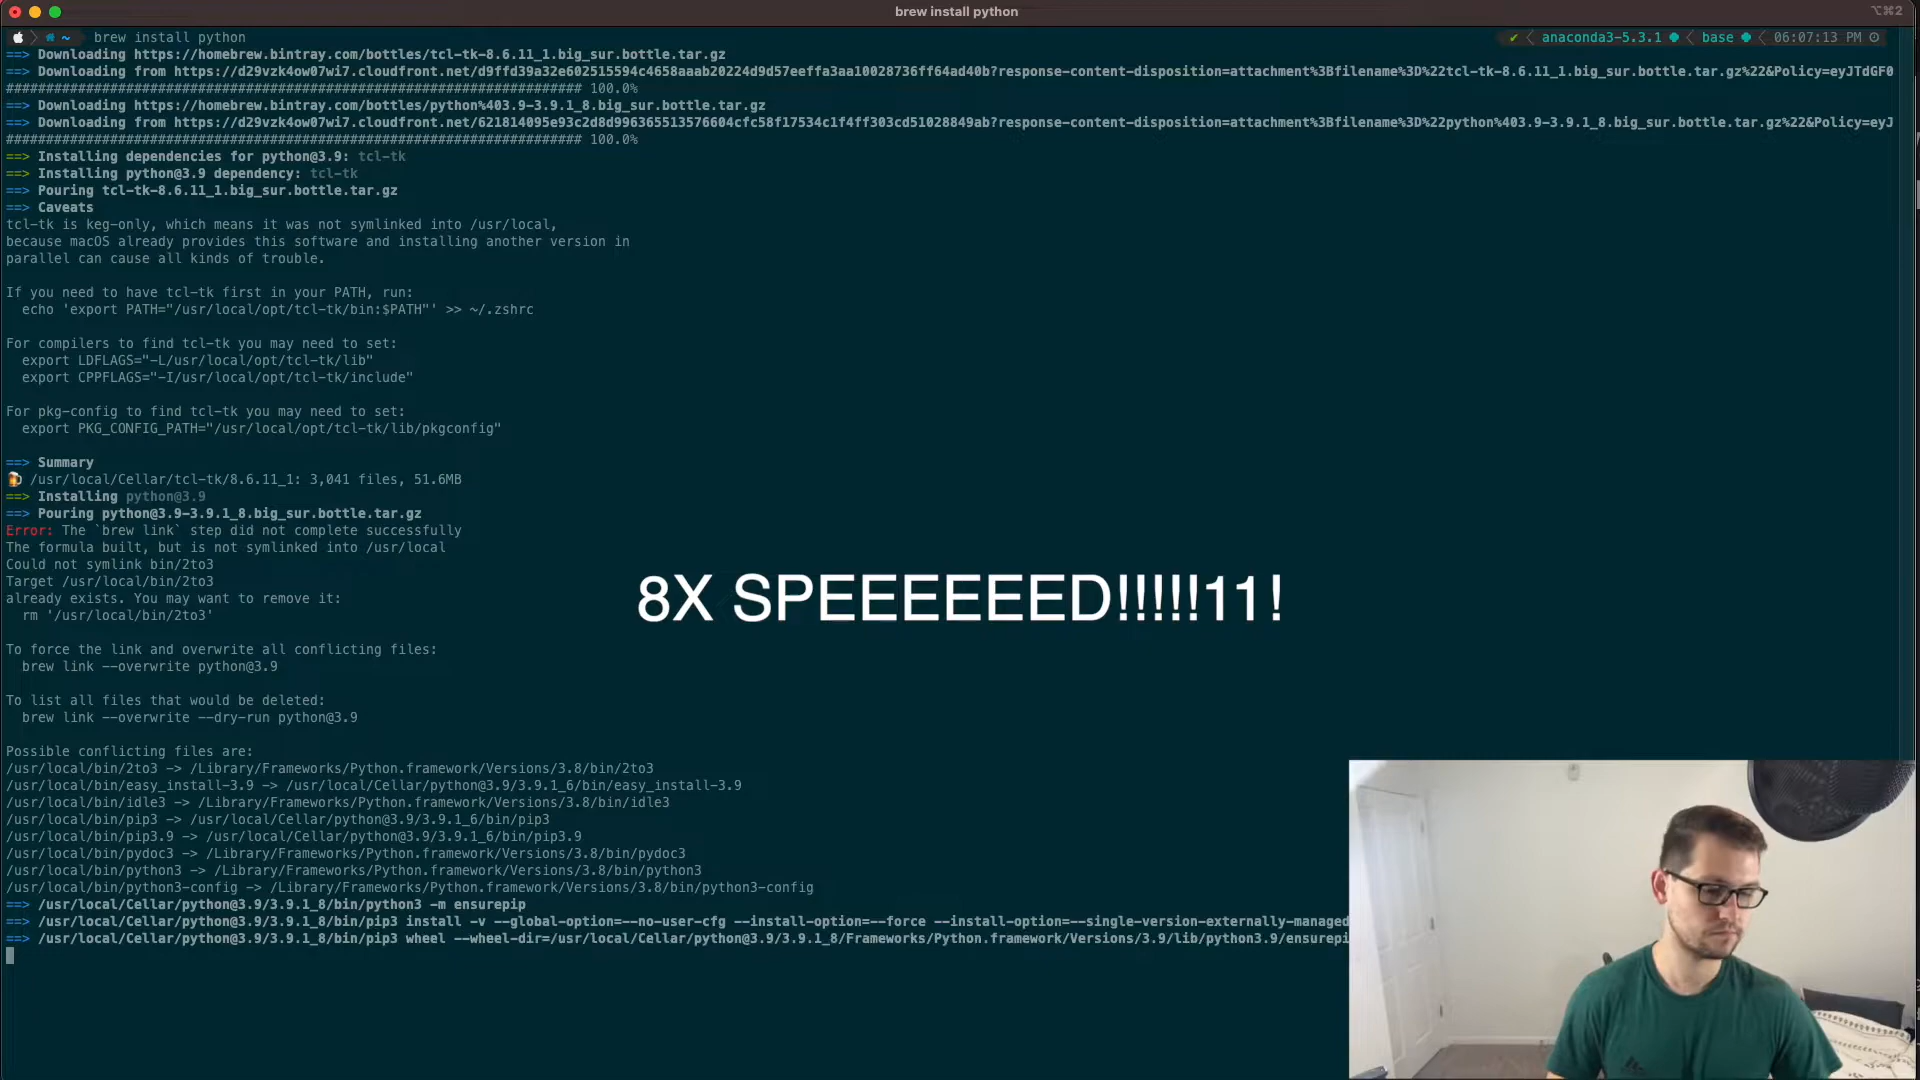 brew install python
⌥⌘2
~ brew install python
✓ anaconda3-5.3.1 base 06:07:13 PM
==> Downloading https://homebrew.bintray.com/bottles/tcl-tk-8.6.11_1.big_sur.bottle.tar.gz
==> Downloading from https://d29vzk4ow07wi7.cloudfront.net/d9ffd39a32e602515594c4658aaab20224d9d57eeffa3aa10028736ff64ad40b?response-content-disposition=attachment%3Bfilename%3D%22tcl-tk-8.6.11_1.big_sur.bottle.tar.gz%22&Policy=eyJTdGF0
######################################################################## 100.0%
==> Downloading https://homebrew.bintray.com/bottles/python%403.9-3.9.1_8.big_sur.bottle.tar.gz
==> Downloading from https://d29vzk4ow07wi7.cloudfront.net/621814095e93c2d8d996365513576604cfc58f17534c1f4ff303cd51028849ab?response-content-disposition=attachment%3Bfilename%3D%22python%403.9-3.9.1_8.big_sur.bottle.tar.gz%22&Policy=eyJ
######################################################################## 100.0%
==> Installing dependencies for python@3.9: tcl-tk
==> Installing python@3.9 dependency: tcl-tk
==> Pouring tcl-tk-8.6.11_1.big_sur.bottle.tar.gz
==> Caveats
tcl-tk is keg-only, which means it was not symlinked into /usr/local,
because macOS already provides this software and installing another version in
parallel can cause all kinds of trouble.
If you need to have tcl-tk first in your PATH, run:
echo 'export PATH="/usr/local/opt/tcl-tk/bin:$PATH"' >> ~/.zshrc
For compilers to find tcl-tk you may need to set:
export LDFLAGS="-L/usr/local/opt/tcl-tk/lib"
export CPPFLAGS="-I/usr/local/opt/tcl-tk/include"
For pkg-config to find tcl-tk you may need to set:
export PKG_CONFIG_PATH="/usr/local/opt/tcl-tk/lib/pkgconfig"
==> Summary
🍺 /usr/local/Cellar/tcl-tk/8.6.11_1: 3,041 files, 51.6MB
==> Installing python@3.9
==> Pouring python@3.9-3.9.1_8.big_sur.bottle.tar.gz
Error: The `brew link` step did not complete successfully
The formula built, but is not symlinked into /usr/local
Could not symlink bin/2to3
Target /usr/local/bin/2to3
already exists. You may want to remove it:
rm '/usr/local/bin/2to3'
8X SPEEEEEED!!!!!11!
To force the link and overwrite all conflicting files:
brew link --overwrite python@3.9
To list all files that would be deleted:
brew link --overwrite --dry-run python@3.9
Possible conflicting files are:
/usr/local/bin/2to3 -> /Library/Frameworks/Python.framework/Versions/3.8/bin/2to3
/usr/local/bin/easy_install-3.9 -> /usr/local/Cellar/python@3.9/3.9.1_6/bin/easy_install-3.9
/usr/local/bin/idle3 -> /Library/Frameworks/Python.framework/Versions/3.8/bin/idle3
/usr/local/bin/pip3 -> /usr/local/Cellar/python@3.9/3.9.1_6/bin/pip3
/usr/local/bin/pip3.9 -> /usr/local/Cellar/python@3.9/3.9.1_6/bin/pip3.9
/usr/local/bin/pydoc3 -> /Library/Frameworks/Python.framework/Versions/3.8/bin/pydoc3
/usr/local/bin/python3 -> /Library/Frameworks/Python.framework/Versions/3.8/bin/python3
/usr/local/bin/python3-config -> /Library/Frameworks/Python.framework/Versions/3.8/bin/python3-config
==> /usr/local/Cellar/python@3.9/3.9.1_8/bin/python3 -m ensurepip
==> /usr/local/Cellar/python@3.9/3.9.1_8/bin/pip3 install -v --global-option=--no-user-cfg --install-option=--force --install-option=--single-version-externally-managed
==> /usr/local/Cellar/python@3.9/3.9.1_8/bin/pip3 wheel --wheel-dir=/usr/local/Cellar/python@3.9/3.9.1_8/Frameworks/Python.framework/Versions/3.9/lib/python3.9/ensurepi